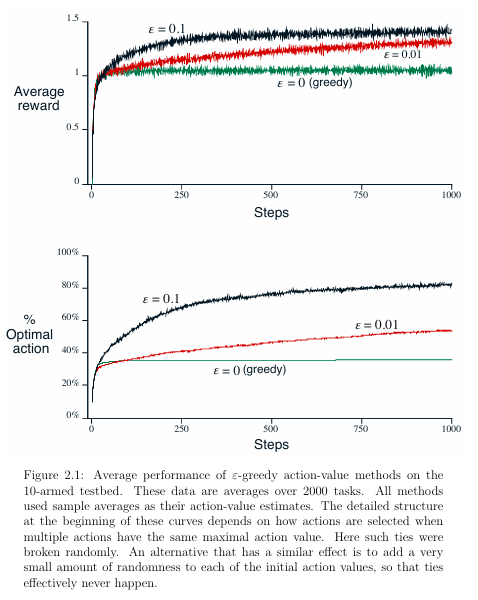 1.5
ε = 0.1
ε = 0.01
1
Average
reward
ε = 0 (greedy)
0.5
0
0
250
500
750
1000
Steps
100%
80%
ε = 0.1
%
Optimal
action
60%
ε = 0.01
40%
ε = 0 (greedy)
20%
0%
0
250
500
750
1000
Steps
Figure 2.1: Average performance of ε-greedy action-value methods on the
10-armed testbed. These data are averages over 2000 tasks. All methods
used sample averages as their action-value estimates. The detailed structure
at the beginning of these curves depends on how actions are selected when
multiple actions have the same maximal action value. Here such ties were
broken randomly. An alternative that has a similar effect is to add a very
small amount of randomness to each of the initial action values, so that ties
effectively never happen.